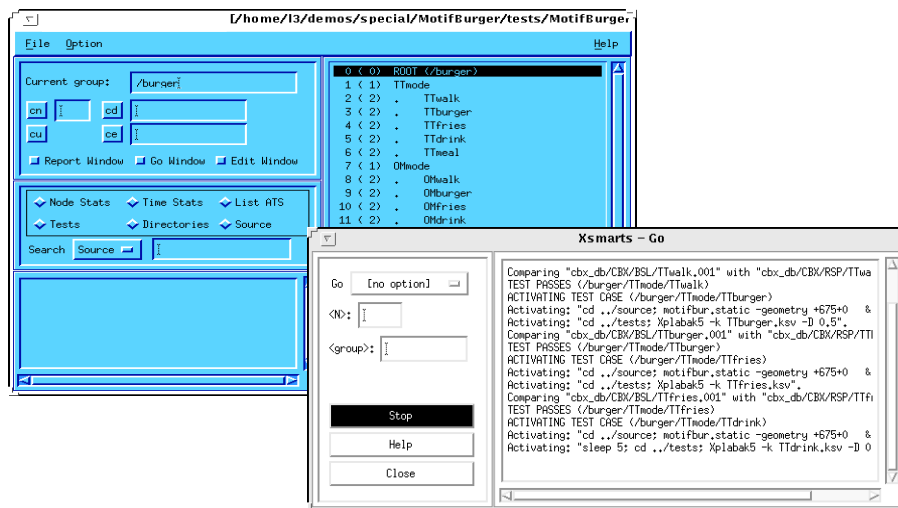 [/home/l3/demos/special/MotifBurger/tests/MotifBurger
File Option Help
Current group: /burger
cn cd
cu ce
Report Window Go Window Edit Window
Node Stats Time Stats List ATS
Tests Directories Source
Search Source
0 ( 0) ROOT (/burger)
1 ( 1) TTmode
2 ( 2) . TTwalk
3 ( 2) . TTburger
4 ( 2) . TTfries
5 ( 2) . TTdrink
6 ( 2) . TTmeal
7 ( 1) OMmode
8 ( 2) . OMwalk
9 ( 2) . OMburger
10 ( 2) . OMfries
11 ( 2) . OMdrink
Xsmarts - Go
Go [no option]
<N>:
<group>:
Stop
Help
Close
Comparing "cbx_db/CBX/BSL/TTwalk.001" with "cbx_db/CBX/RSP/TTwa
TEST PASSES (/burger/TTmode/TTwalk)
ACTIVATING TEST CASE (/burger/TTmode/TTburger)
Activating: "cd ../source; motifbur.static -geometry +675+0 &
Activating: "cd ../tests; Xplabak5 -k TTburger.ksv -D 0.5".
Comparing "cbx_db/CBX/BSL/TTburger.001" with "cbx_db/CBX/RSP/TT
TEST PASSES (/burger/TTmode/TTburger)
ACTIVATING TEST CASE (/burger/TTmode/TTfries)
Activating: "cd ../source; motifbur.static -geometry +675+0 &
Activating: "cd ../tests; Xplabak5 -k TTfries.ksv".
Comparing "cbx_db/CBX/BSL/TTfries.001" with "cbx_db/CBX/RSP/TTf
TEST PASSES (/burger/TTmode/TTfries)
ACTIVATING TEST CASE (/burger/TTmode/TTdrink)
Activating: "cd ../source; motifbur.static -geometry +675+0 &
Activating: "sleep 5; cd ../tests; Xplabak5 -k TTdrink.ksv -D 0